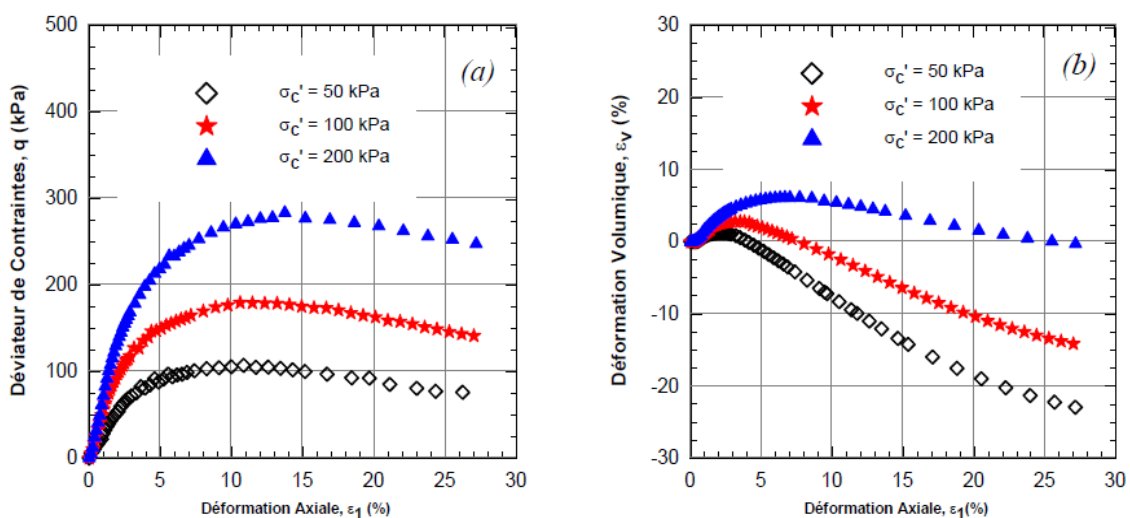 Déviateur de Contraintes, q (kPa)
500
400
300
200
100
0
(a)
σc' = 50 kPa
σc' = 100 kPa
σc' = 200 kPa
0 5 10 15 20 25 30
Déformation Axiale, ε1 (%)
Déformation Volumique, εv (%)
30
20
10
0
-10
-20
-30
(b)
σc' = 50 kPa
σc' = 100 kPa
σc' = 200 kPa
0 5 10 15 20 25 30
Déformation Axiale, ε1(%)